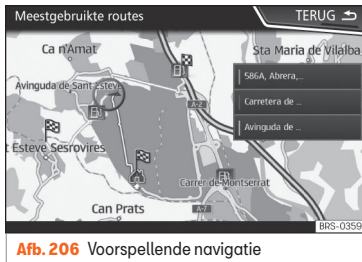 Meestgebruikte routes
TERUG
Ca n'Amat
Sta Maria de Vilalba
586A, Abrera,...
Avinguda de Sant Esteve
Carretera de ...
A-2
Avinguda de ...
t Esteve Sesrovires
Carrer de Montserrat
Can Prats
A-7
BRS-0359
Afb. 206 Voorspellende navigatie